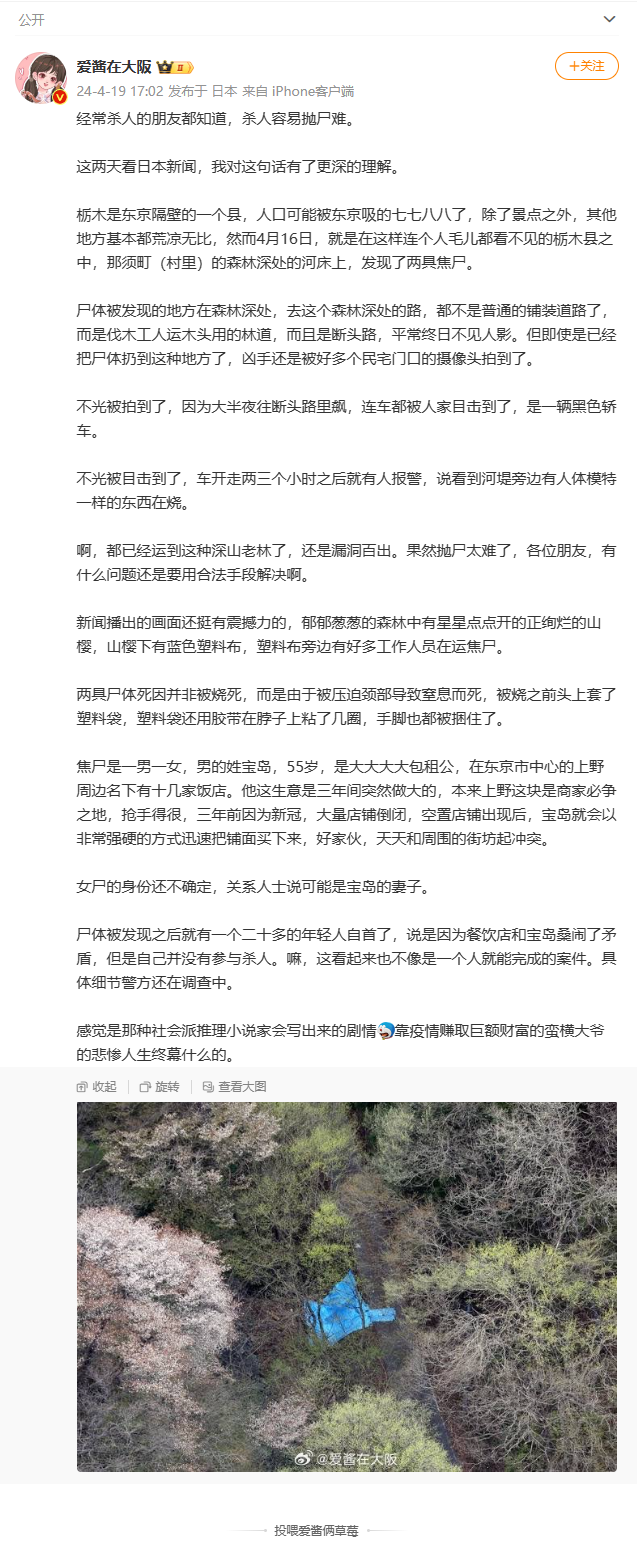 公开
爱酱在大阪
II
24-4-19 17:02 发布于 日本 来自 iPhone客户端
+关注
经常杀人的朋友都知道，杀人容易抛尸难。
这两天看日本新闻，我对这句话有了更深的理解。
栃木是东京隔壁的一个县，人口可能被东京吸的七七八八了，除了景点之外，其他
地方基本都荒凉无比，然而4月16日，就是在这样连个人毛儿都看不见的栃木县之
中，那须町（村里）的森林深处的河床上，发现了两具焦尸。
尸体被发现的地方在森林深处，去这个森林深处的路，都不是普通的铺装道路了，
而是伐木工人运木头用的林道，而且是断头路，平常终日不见人影。但即使是已经
把尸体扔到这种地方了，凶手还是被好多个民宅门口的摄像头拍到了。
不光被拍到了，因为大半夜往断头路里飙，连车都被人家目击到了，是一辆黑色轿
车。
不光被目击到了，车开走两三个小时之后就有人报警，说看到河堤旁边有人体模特
一样的东西在烧。
啊，都已经运到这种深山老林了，还是漏洞百出。果然抛尸太难了，各位朋友，有
什么问题还是要用合法手段解决啊。
新闻播出的画面还挺有震撼力的，郁郁葱葱的森林中有星星点点开的正绚烂的山
樱，山樱下有蓝色塑料布，塑料布旁边有好多工作人员在运焦尸。
两具尸体死因并非被烧死，而是由于被压迫颈部导致窒息而死，被烧之前头上套了
塑料袋，塑料袋还用胶带在脖子上粘了几圈，手脚也都被捆住了。
焦尸是一男一女，男的姓宝岛，55岁，是大大大大包租公，在东京市中心的上野
周边名下有十几家饭店。他这生意是三年间突然做大的，本来上野这块是商家必争
之地，抢手得很，三年前因为新冠，大量店铺倒闭，空置店铺出现后，宝岛就会以
非常强硬的方式迅速把铺面买下来，好家伙，天天和周围的街坊起冲突。
女尸的身份还不确定，关系人士说可能是宝岛的妻子。
尸体被发现之后就有一个二十多的年轻人自首了，说是因为餐饮店和宝岛桑闹了矛
盾，但是自己并没有参与杀人。嘛，这看起来也不像是一个人就能完成的案件。具
体细节警方还在调查中。
感觉是那种社会派推理小说家会写出来的剧情靠疫情赚取巨额财富的蛮横大爷
的悲惨人生终幕什么的。
收起 旋转 查看大图
@爱酱在大阪
投喂爱酱俩草莓